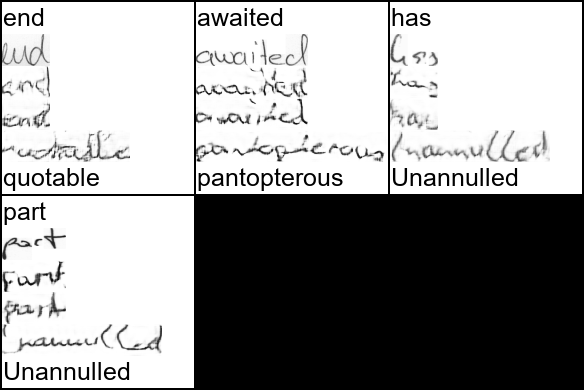 end
end
end
end
quotable
awaited
awaited
awaited
awaited
pantopterous
pantopterous
has
has
has
has
Unannulled
Unannulled
part
part
part
part
Unannulled
Unannulled